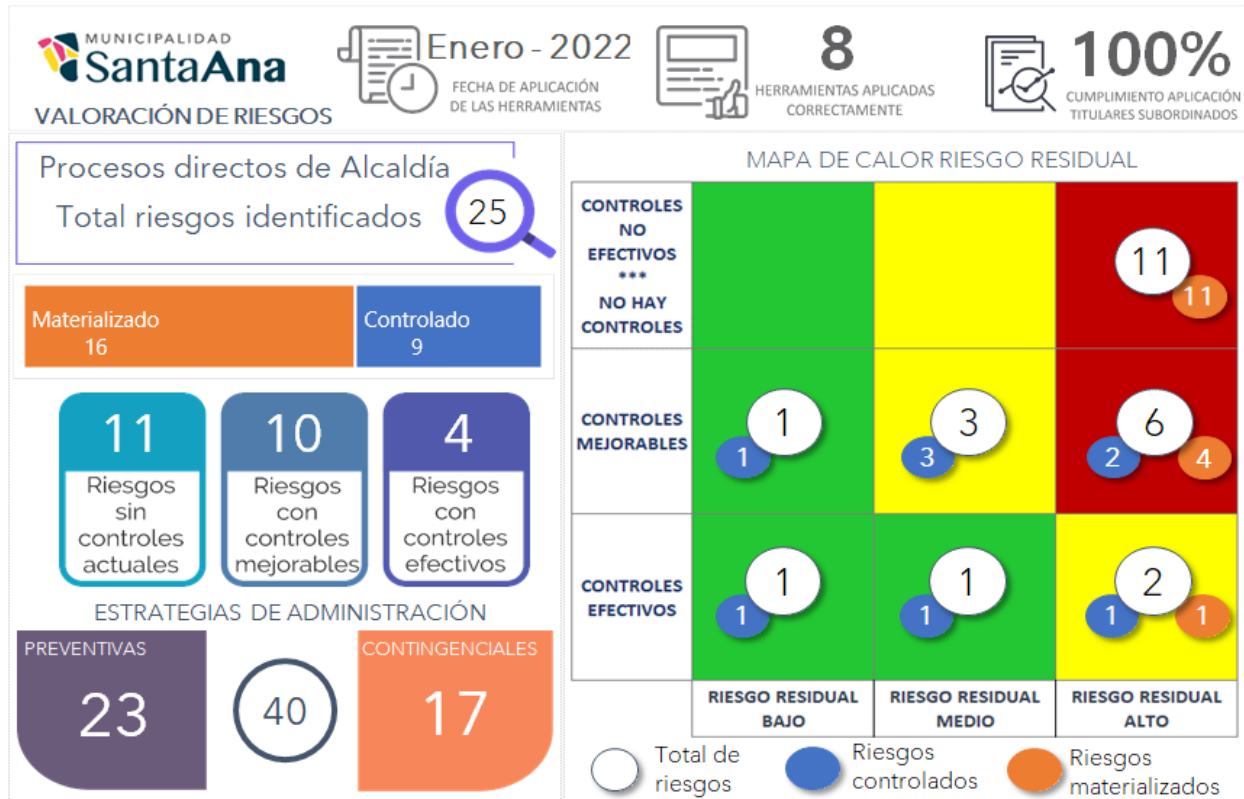 MUNICIPALIDAD
SantaAna
VALORACIÓN DE RIESGOS
Enero - 2022
FECHA DE APLICACIÓN
DE LAS HERRAMIENTAS
8
HERRAMIENTAS APLICADAS
CORRECTAMENTE
100%
CUMPLIMIENTO APLICACIÓN
TITULARES SUBORDINADOS
Procesos directos de Alcaldía
Total riesgos identificados
25
Materializado
16
Controlado
9
11
Riesgos
sin
controles
actuales
10
Riesgos
con
controles
mejorables
4
Riesgos
con
controles
efectivos
ESTRATEGIAS DE ADMINISTRACIÓN
PREVENTIVAS
23
40
CONTINGENCIALES
17
MAPA DE CALOR RIESGO RESIDUAL
CONTROLES
NO
EFECTIVOS
***
NO HAY
CONTROLES
11
11
CONTROLES
MEJORABLES
1
1
3
3
6
2
4
CONTROLES
EFECTIVOS
1
1
1
1
2
1
1
RIESGO RESIDUAL
BAJO
RIESGO RESIDUAL
MEDIO
RIESGO RESIDUAL
ALTO
Total de
riesgos
Riesgos
controlados
Riesgos
materializados